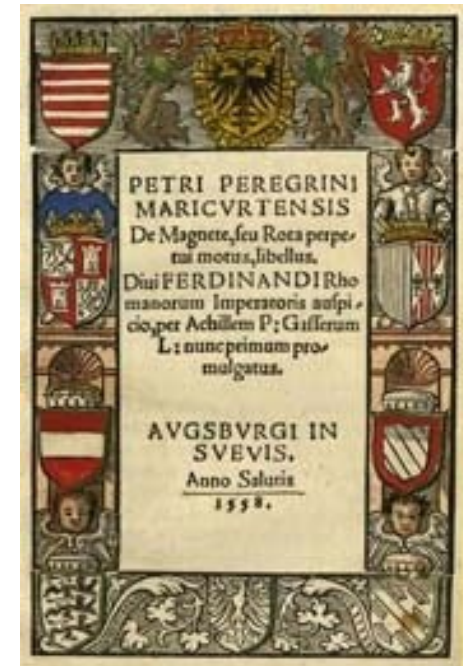 PETRI PEREGRINI
MARICVRTENSIS
De Magnete, seu Rota perpe-
tui motus, libellus.
Diui FERDINANDI Rho
manorum Imperatoris auspi-
cio, per Achillem P: Gasserum
L: nunc primum pro-
mulgatus.
AVGSBVRGI IN
SVEVIS.
Anno Salutis
1558.